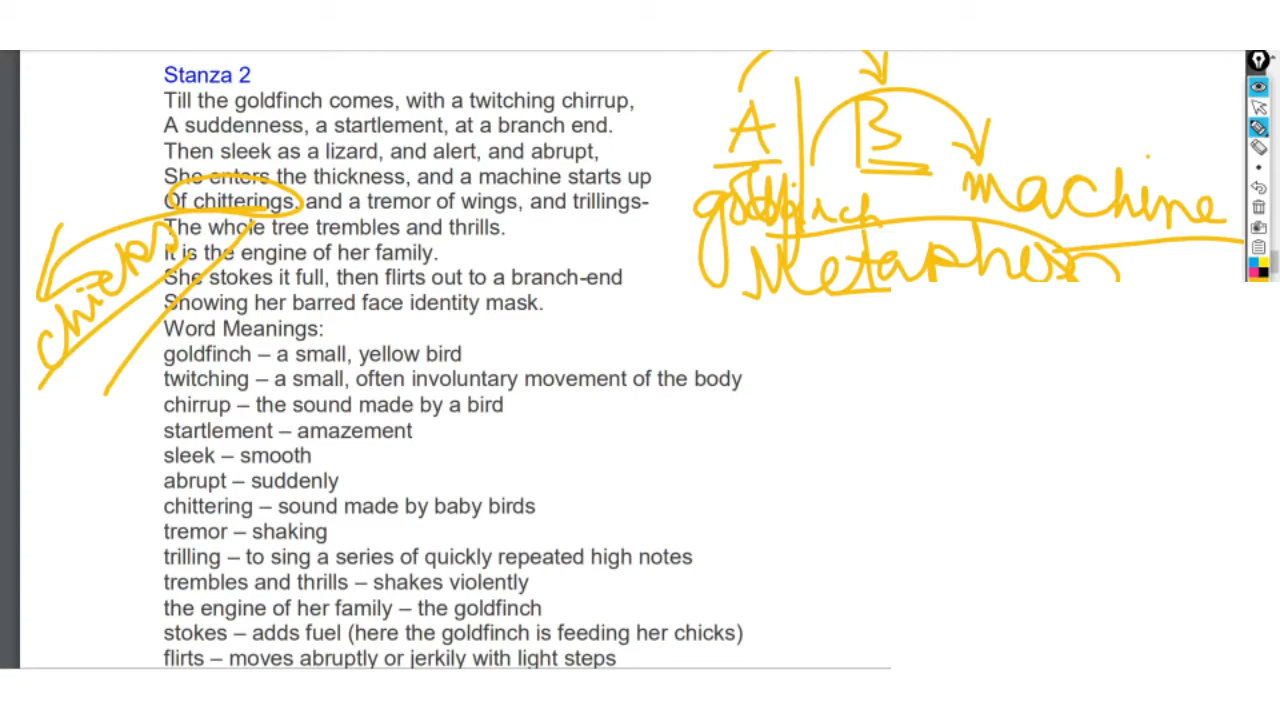 Stanza 2
Till the goldfinch comes, with a twitching chirrup,
A suddenness, a startlement, at a branch end.
Then sleek as a lizard, and alert, and abrupt,
She enters the thickness, and a machine starts up
Of chitterings, and a tremor of wings, and trillings-
The whole tree trembles and thrills.
It is the engine of her family.
She stokes it full, then flirts out to a branch-end
Showing her barred face identity mask.
Word Meanings:
goldfinch – a small, yellow bird
twitching – a small, often involuntary movement of the body
chirrup – the sound made by a bird
startlement – amazement
sleek – smooth
abrupt – suddenly
chittering – sound made by baby birds
tremor – shaking
trilling – to sing a series of quickly repeated high notes
trembles and thrills – shakes violently
the engine of her family – the goldfinch
stokes – adds fuel (here the goldfinch is feeding her chicks)
flirts – moves abruptly or jerkily with light steps
A B
goldfinch machine
Metaphor
chicks